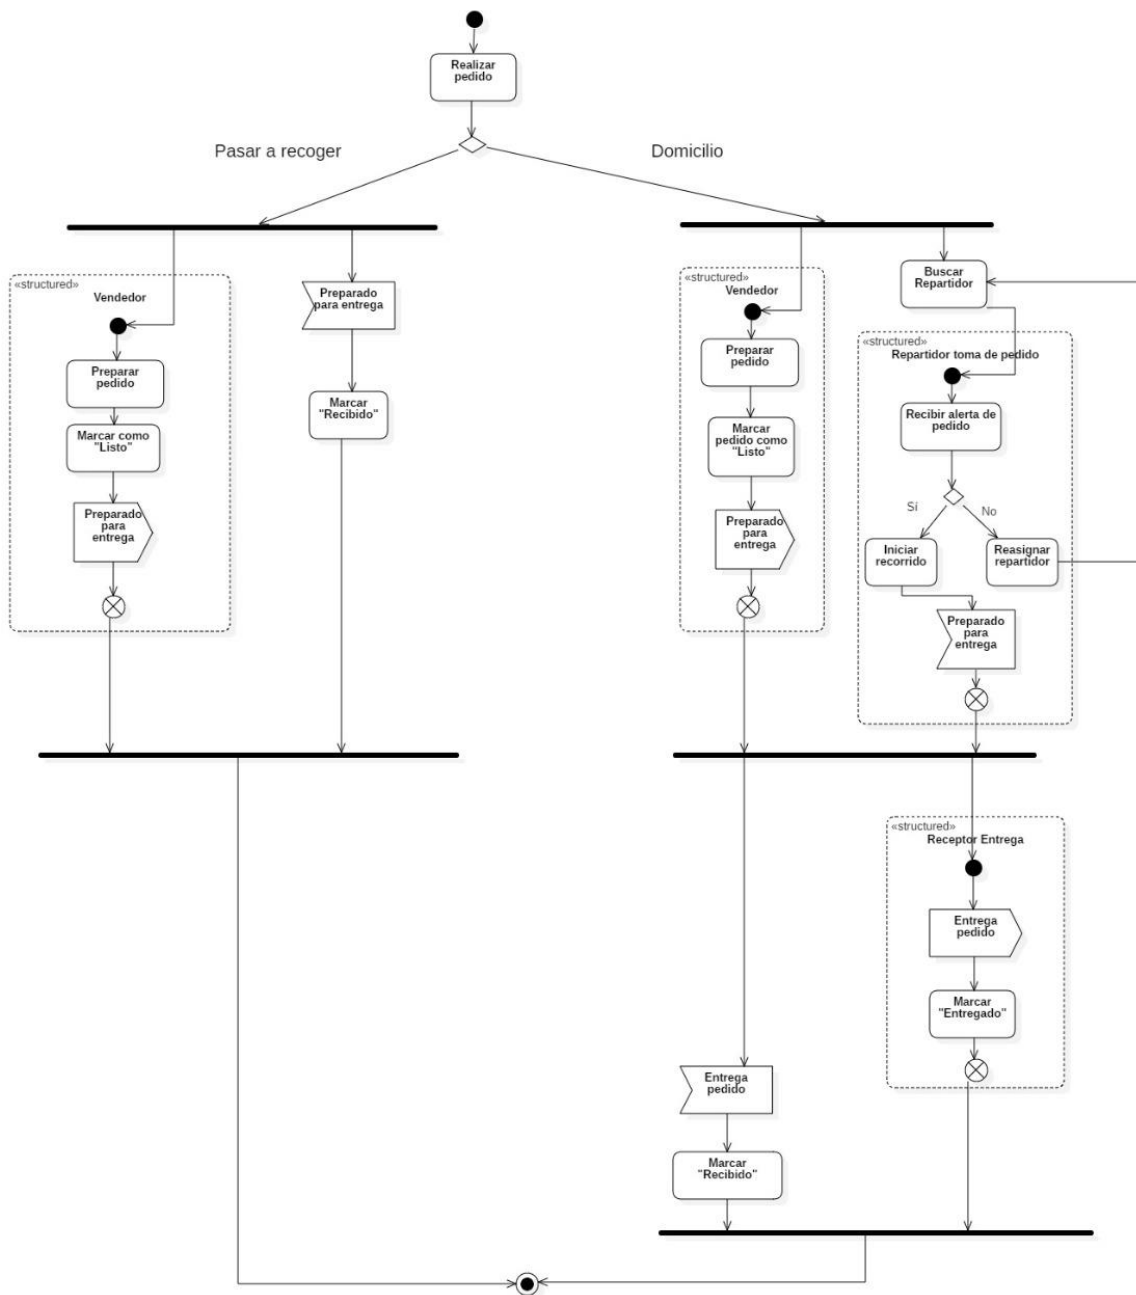 Realizar
pedido
Pasar a recoger
Domicilio
«structured»
Vendedor
Preparar
pedido
Marcar como
"Listo"
Preparado
para
entrega
Preparado
para entrega
Marcar
"Recibido"
«structured»
Vendedor
Preparar
pedido
Marcar
pedido como
"Listo"
Preparado
para
entrega
Buscar
Repartidor
«structured»
Repartidor toma de pedido
Recibir alerta de
pedido
Sí
No
Iniciar
recorrido
Reasignar
repartidor
Preparado
para
entrega
«structured»
Receptor Entrega
Entrega
pedido
Marcar
"Entregado"
Entrega
pedido
Marcar
"Recibido"